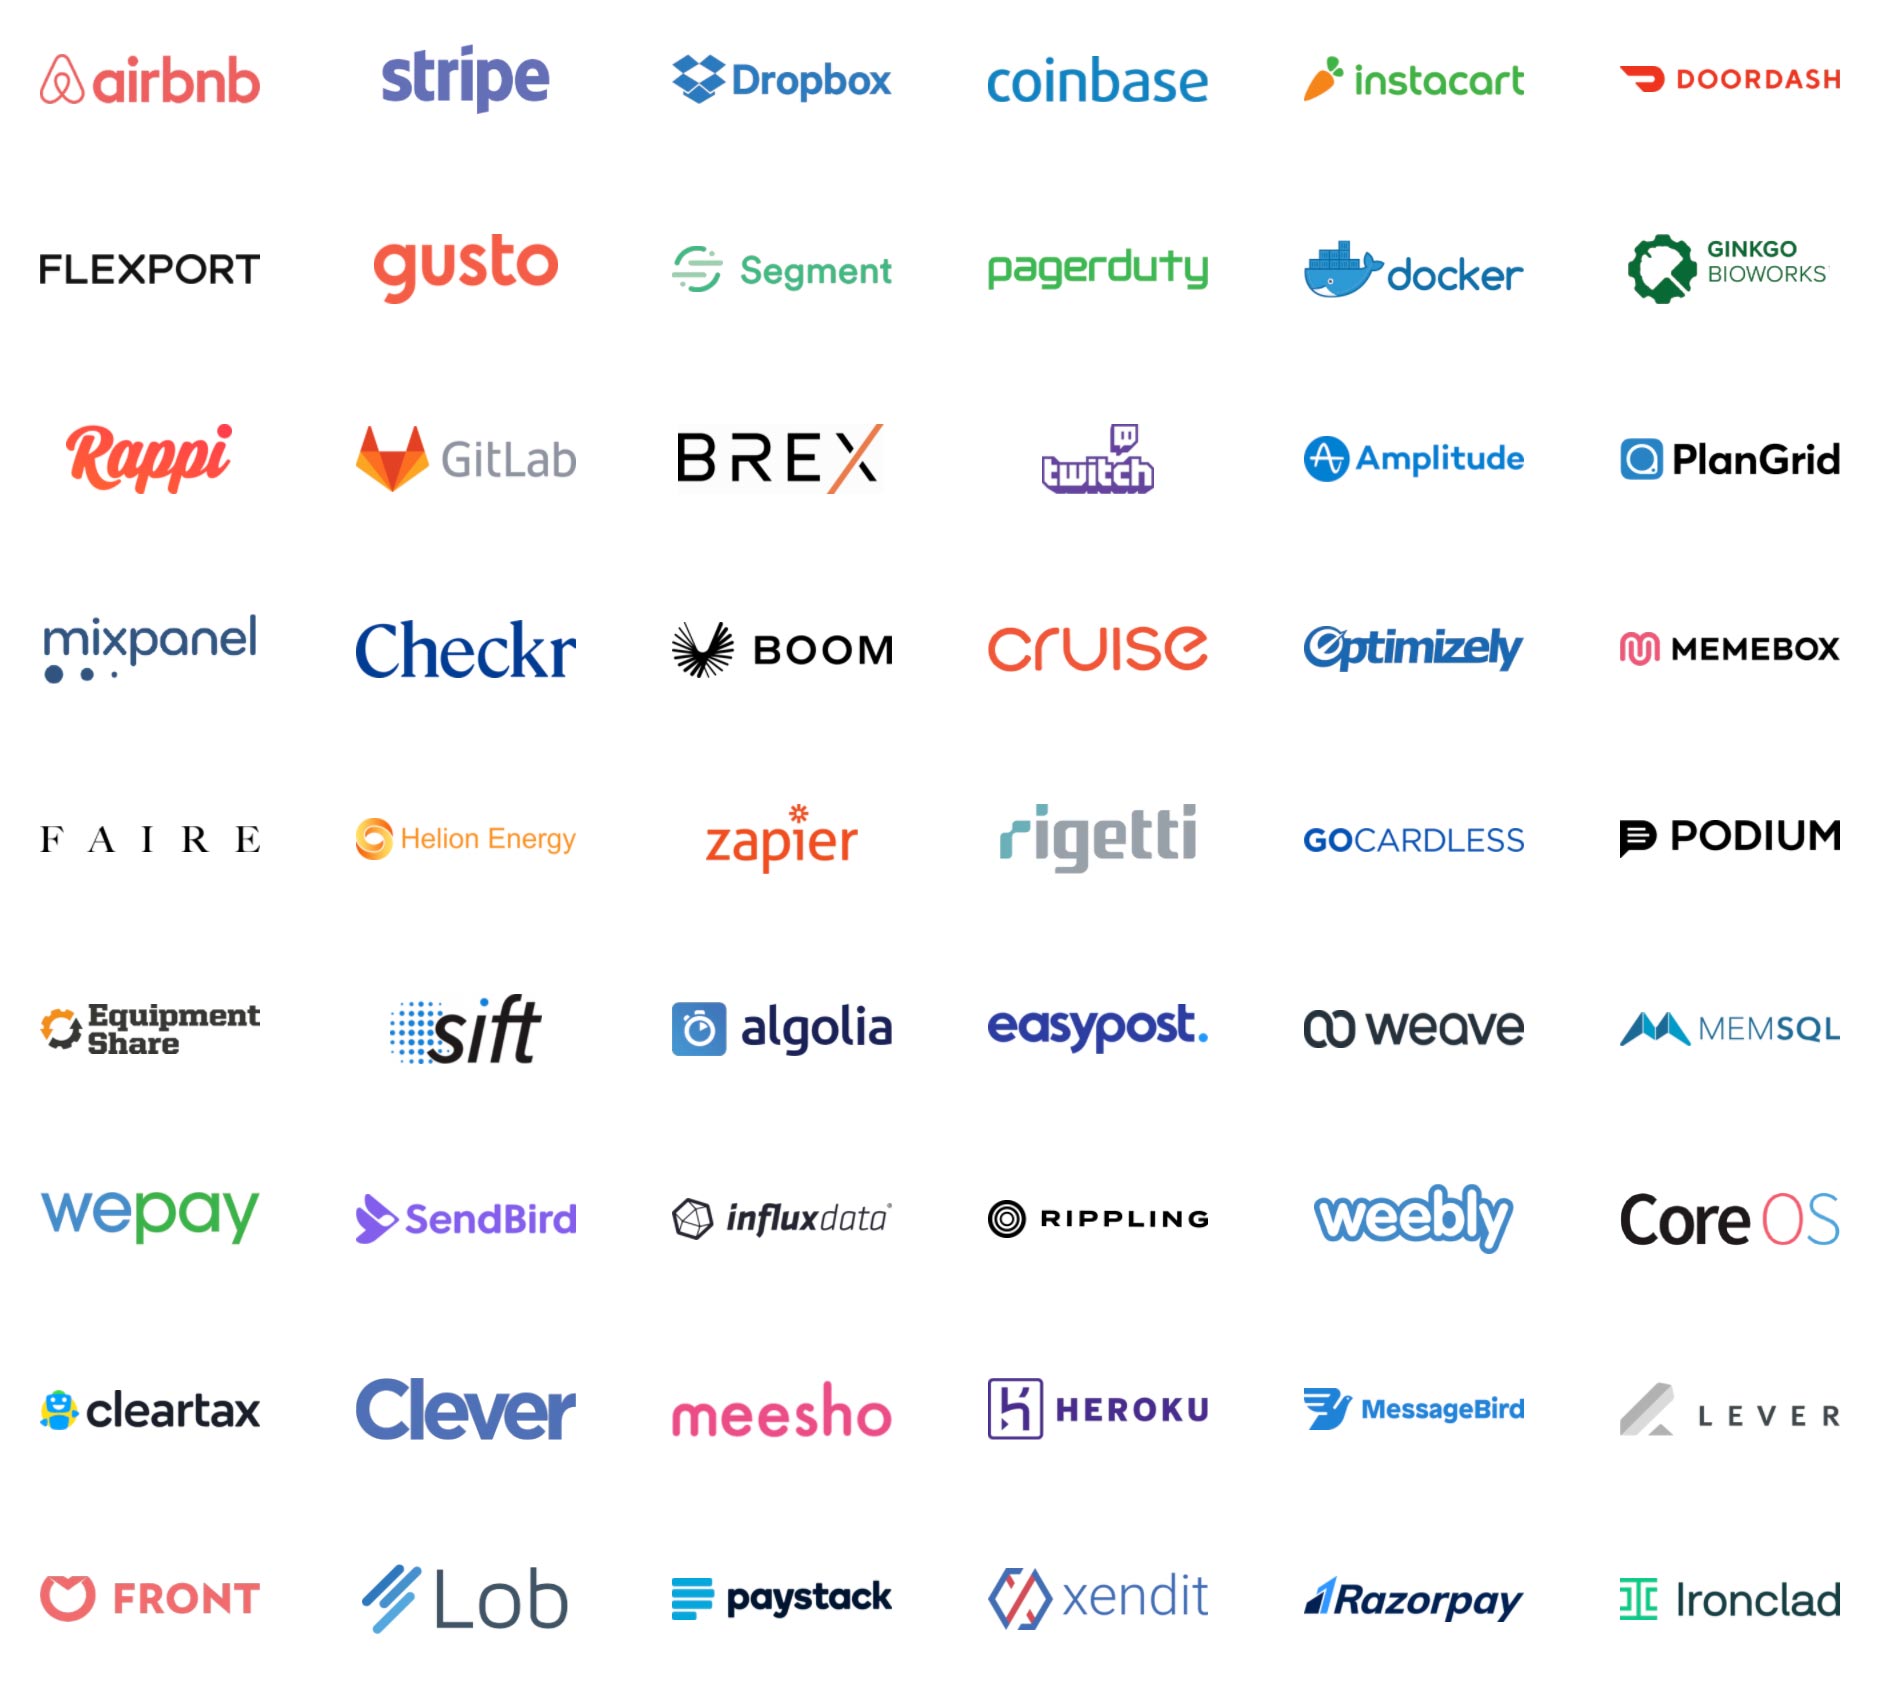 airbnb
stripe
Dropbox
coinbase
instacart
DOORDASH
FLEXPORT
gusto
Segment
pagerduty
docker
GINKGO
BIOWORKS
Rappi
GitLab
BREX
twitch
Amplitude
PlanGrid
mixpanel
Checkr
BOOM
cruise
Optimizely
MEMEBOX
FAIRE
Helion Energy
zapier
rigetti
GOCARDLESS
PODIUM
Equipment
Share
sift
algolia
easypost.
weave
MEMSQL
wepay
SendBird
influxdata®
RIPPLING
weebly
Core OS
cleartax
Clever
meesho
HEROKU
MessageBird
LEVER
FRONT
Lob
paystack
xendit
Razorpay
Ironclad